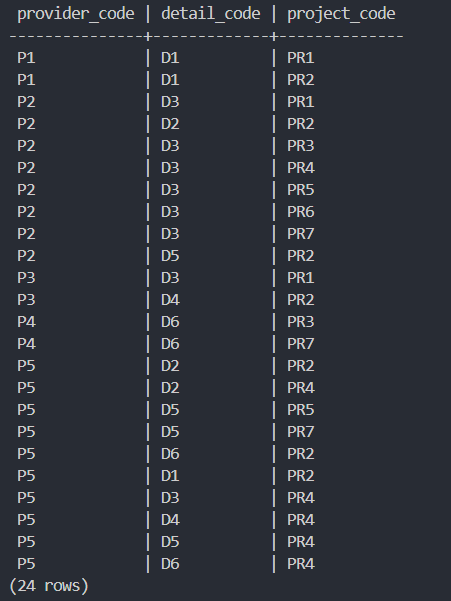 provider_code | detail_code | project_code
---------------+-------------+--------------
P1 | D1 | PR1
P1 | D1 | PR2
P2 | D3 | PR1
P2 | D2 | PR2
P2 | D3 | PR3
P2 | D3 | PR4
P2 | D3 | PR5
P2 | D3 | PR6
P2 | D3 | PR7
P2 | D5 | PR2
P3 | D3 | PR1
P3 | D4 | PR2
P4 | D6 | PR3
P4 | D6 | PR7
P5 | D2 | PR2
P5 | D2 | PR4
P5 | D5 | PR5
P5 | D5 | PR7
P5 | D6 | PR2
P5 | D1 | PR2
P5 | D3 | PR4
P5 | D4 | PR4
P5 | D5 | PR4
P5 | D6 | PR4
(24 rows)